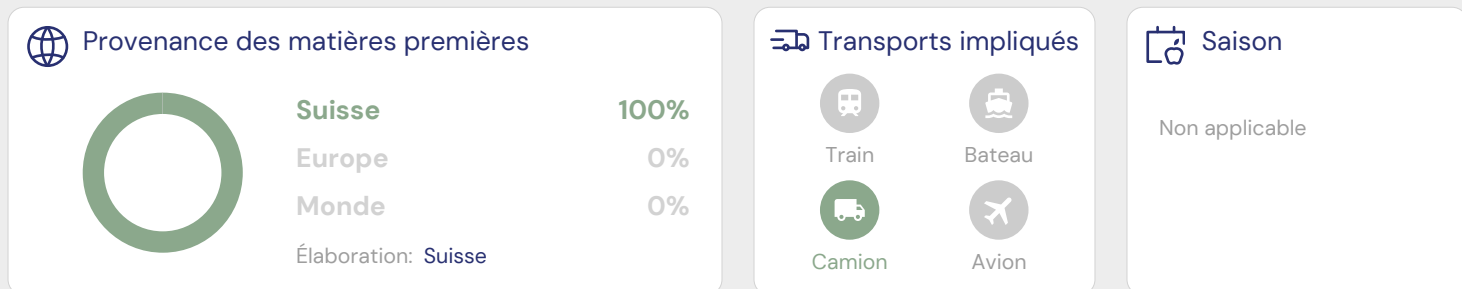 Provenance des matières premières
Suisse 100%
Europe 0%
Monde 0%
Élaboration: Suisse
Transports impliqués
Train Bateau
Camion Avion
Saison
Non applicable